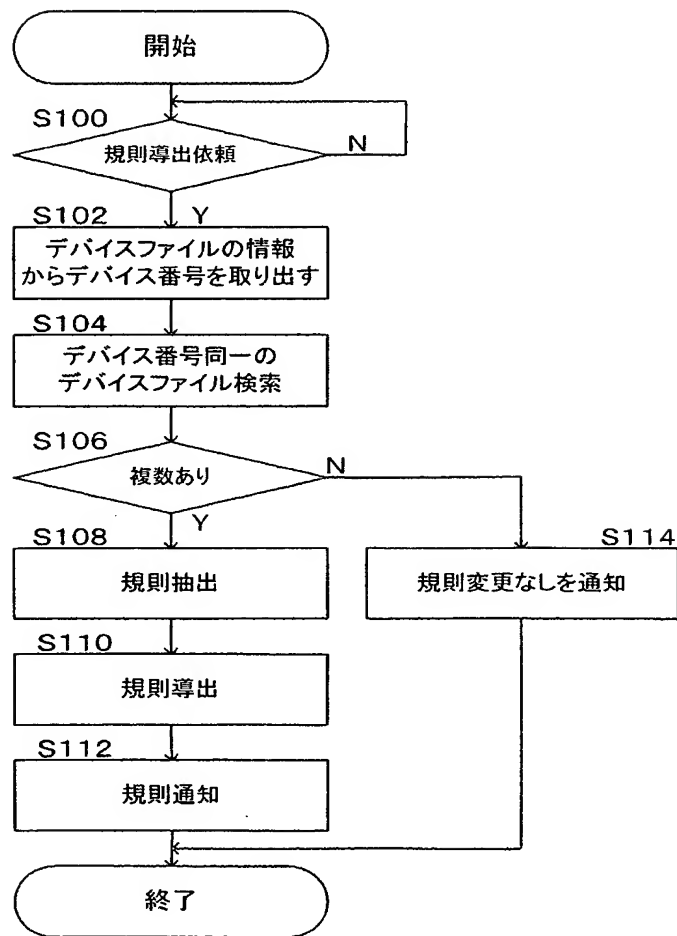 開始
S100
規則導出依頼
N
S102
Y
デバイスファイルの情報
からデバイス番号を取り出す
S104
デバイス番号同一の
デバイスファイル検索
S106
複数あり
N
Y
S108
規則抽出
S114
規則変更なしを通知
S110
規則導出
S112
規則通知
終了